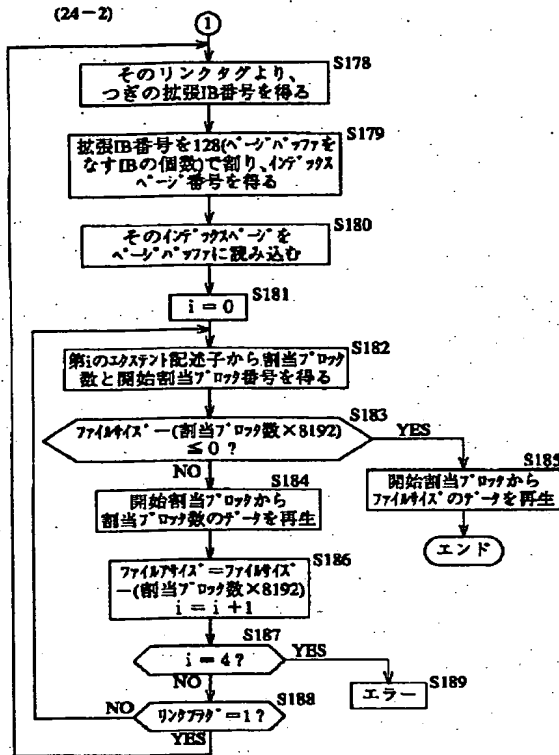 (24-2)
1
S178
そのリンクタグより、
つぎの拡張IB番号を得る
S179
拡張IB番号を128(ページバッファを
なすIBの個数)で割り、インデックス
ページ番号を得る
S180
そのインデックスページを
ページバッファに読み込む
S181
i=0
S182
第iのエクステント記述子から割当ブロック
数と開始割当ブロック番号を得る
S183
ファイルサイズ-(割当ブロック数×8192)
≤0?
YES
NO
S184
開始割当ブロックから
割当ブロック数のデータを再生
S185
開始割当ブロックから
ファイルサイズのデータを再生
エンド
S186
ファイルアサイズ=ファイルサイズ
-(割当ブロック数×8192)
i=i+1
S187
i=4?
YES
NO
S189
エラー
S188
リンクフラグ=1?
NO
YES